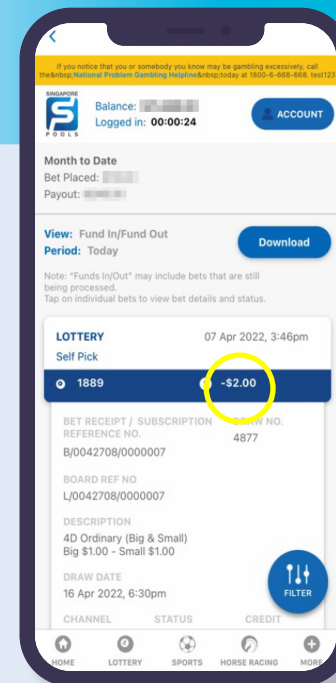 If you notice that you or somebody you know may be gambling excessively, call
the&nbsp;National Problem Gambling Helpline&nbsp;today at 1800-6-668-668. test123
SINGAPORE
POOLS
Balance:
Logged in: 00:00:24
ACCOUNT
Month to Date
Bet Placed:
Payout:
View: Fund In/Fund Out
Period: Today
Download
Note: "Funds In/Out" may include bets that are still
being processed.
Tap on individual bets to view bet details and status.
LOTTERY 07 Apr 2022, 3:46pm
Self Pick
1889 -$2.00
BET RECEIPT / SUBSCRIPTION DRAW NO.
REFERENCE NO. 4877
B/0042708/0000007
BOARD REF NO
L/0042708/0000007
DESCRIPTION
4D Ordinary (Big & Small)
Big $1.00 - Small $1.00
DRAW DATE
16 Apr 2022, 6:30pm
FILTER
CHANNEL STATUS CREDIT
HOME LOTTERY SPORTS HORSE RACING MORE